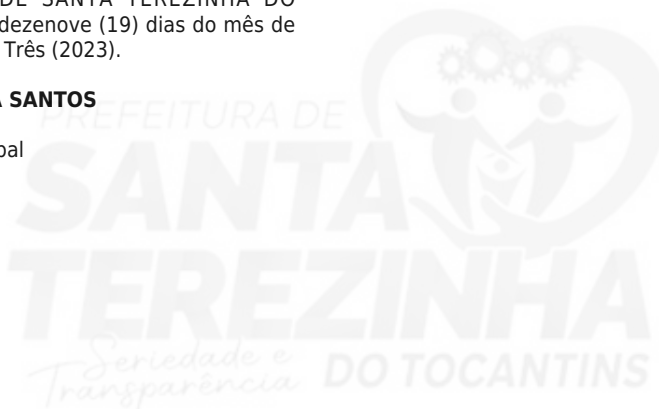 DE SANTA TEREZINHA DO
dezenove (19) dias do mês de
Três (2023).
SANTOS
PREFEITURA DE
SANTA
TEREZINHA
DO TOCANTINS
Seriedade e
Transparência